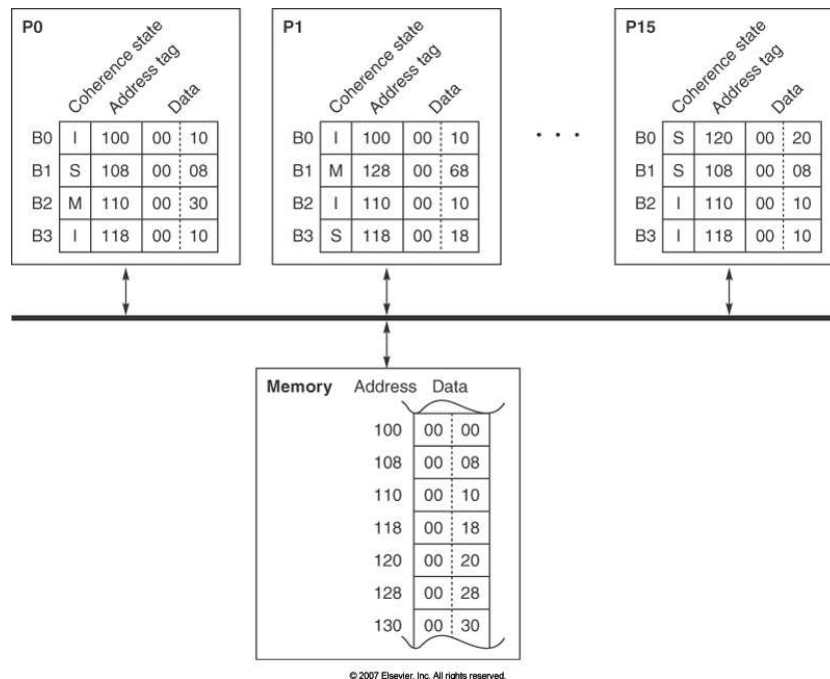 P0
Coherence state
Address tag
Data
B0 I 100 00 10
B1 S 108 00 08
B2 M 110 00 30
B3 I 118 00 10
P1
Coherence state
Address tag
Data
B0 I 100 00 10
B1 M 128 00 68
B2 I 110 00 10
B3 S 118 00 18
. . .
P15
Coherence state
Address tag
Data
B0 S 120 00 20
B1 S 108 00 08
B2 I 110 00 10
B3 I 118 00 10
Memory Address Data
100 00 00
108 00 08
110 00 10
118 00 18
120 00 20
128 00 28
130 00 30
© 2007 Elsevier, Inc. All rights reserved.